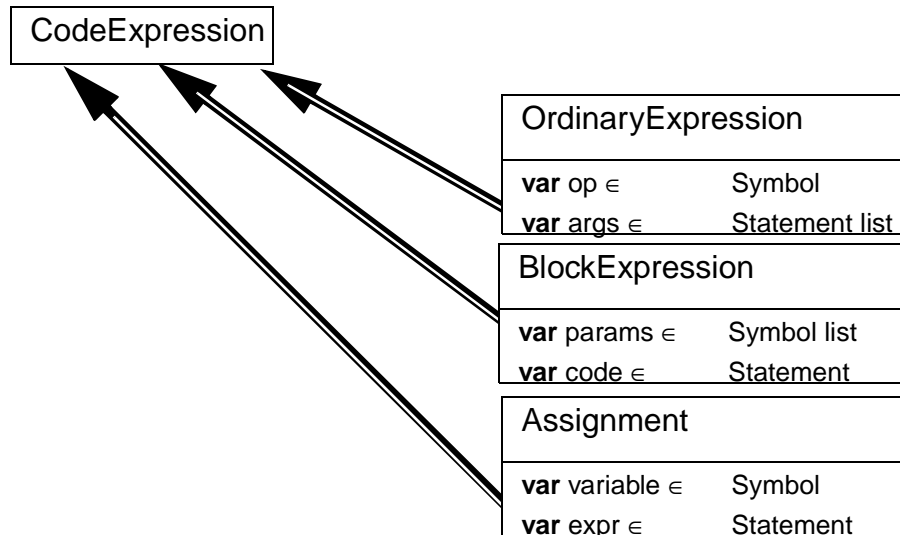 CodeExpression
OrdinaryExpression
var op ∈ Symbol
var args ∈ Statement list
BlockExpression
var params ∈ Symbol list
var code ∈ Statement
Assignment
var variable ∈ Symbol
var expr ∈ Statement